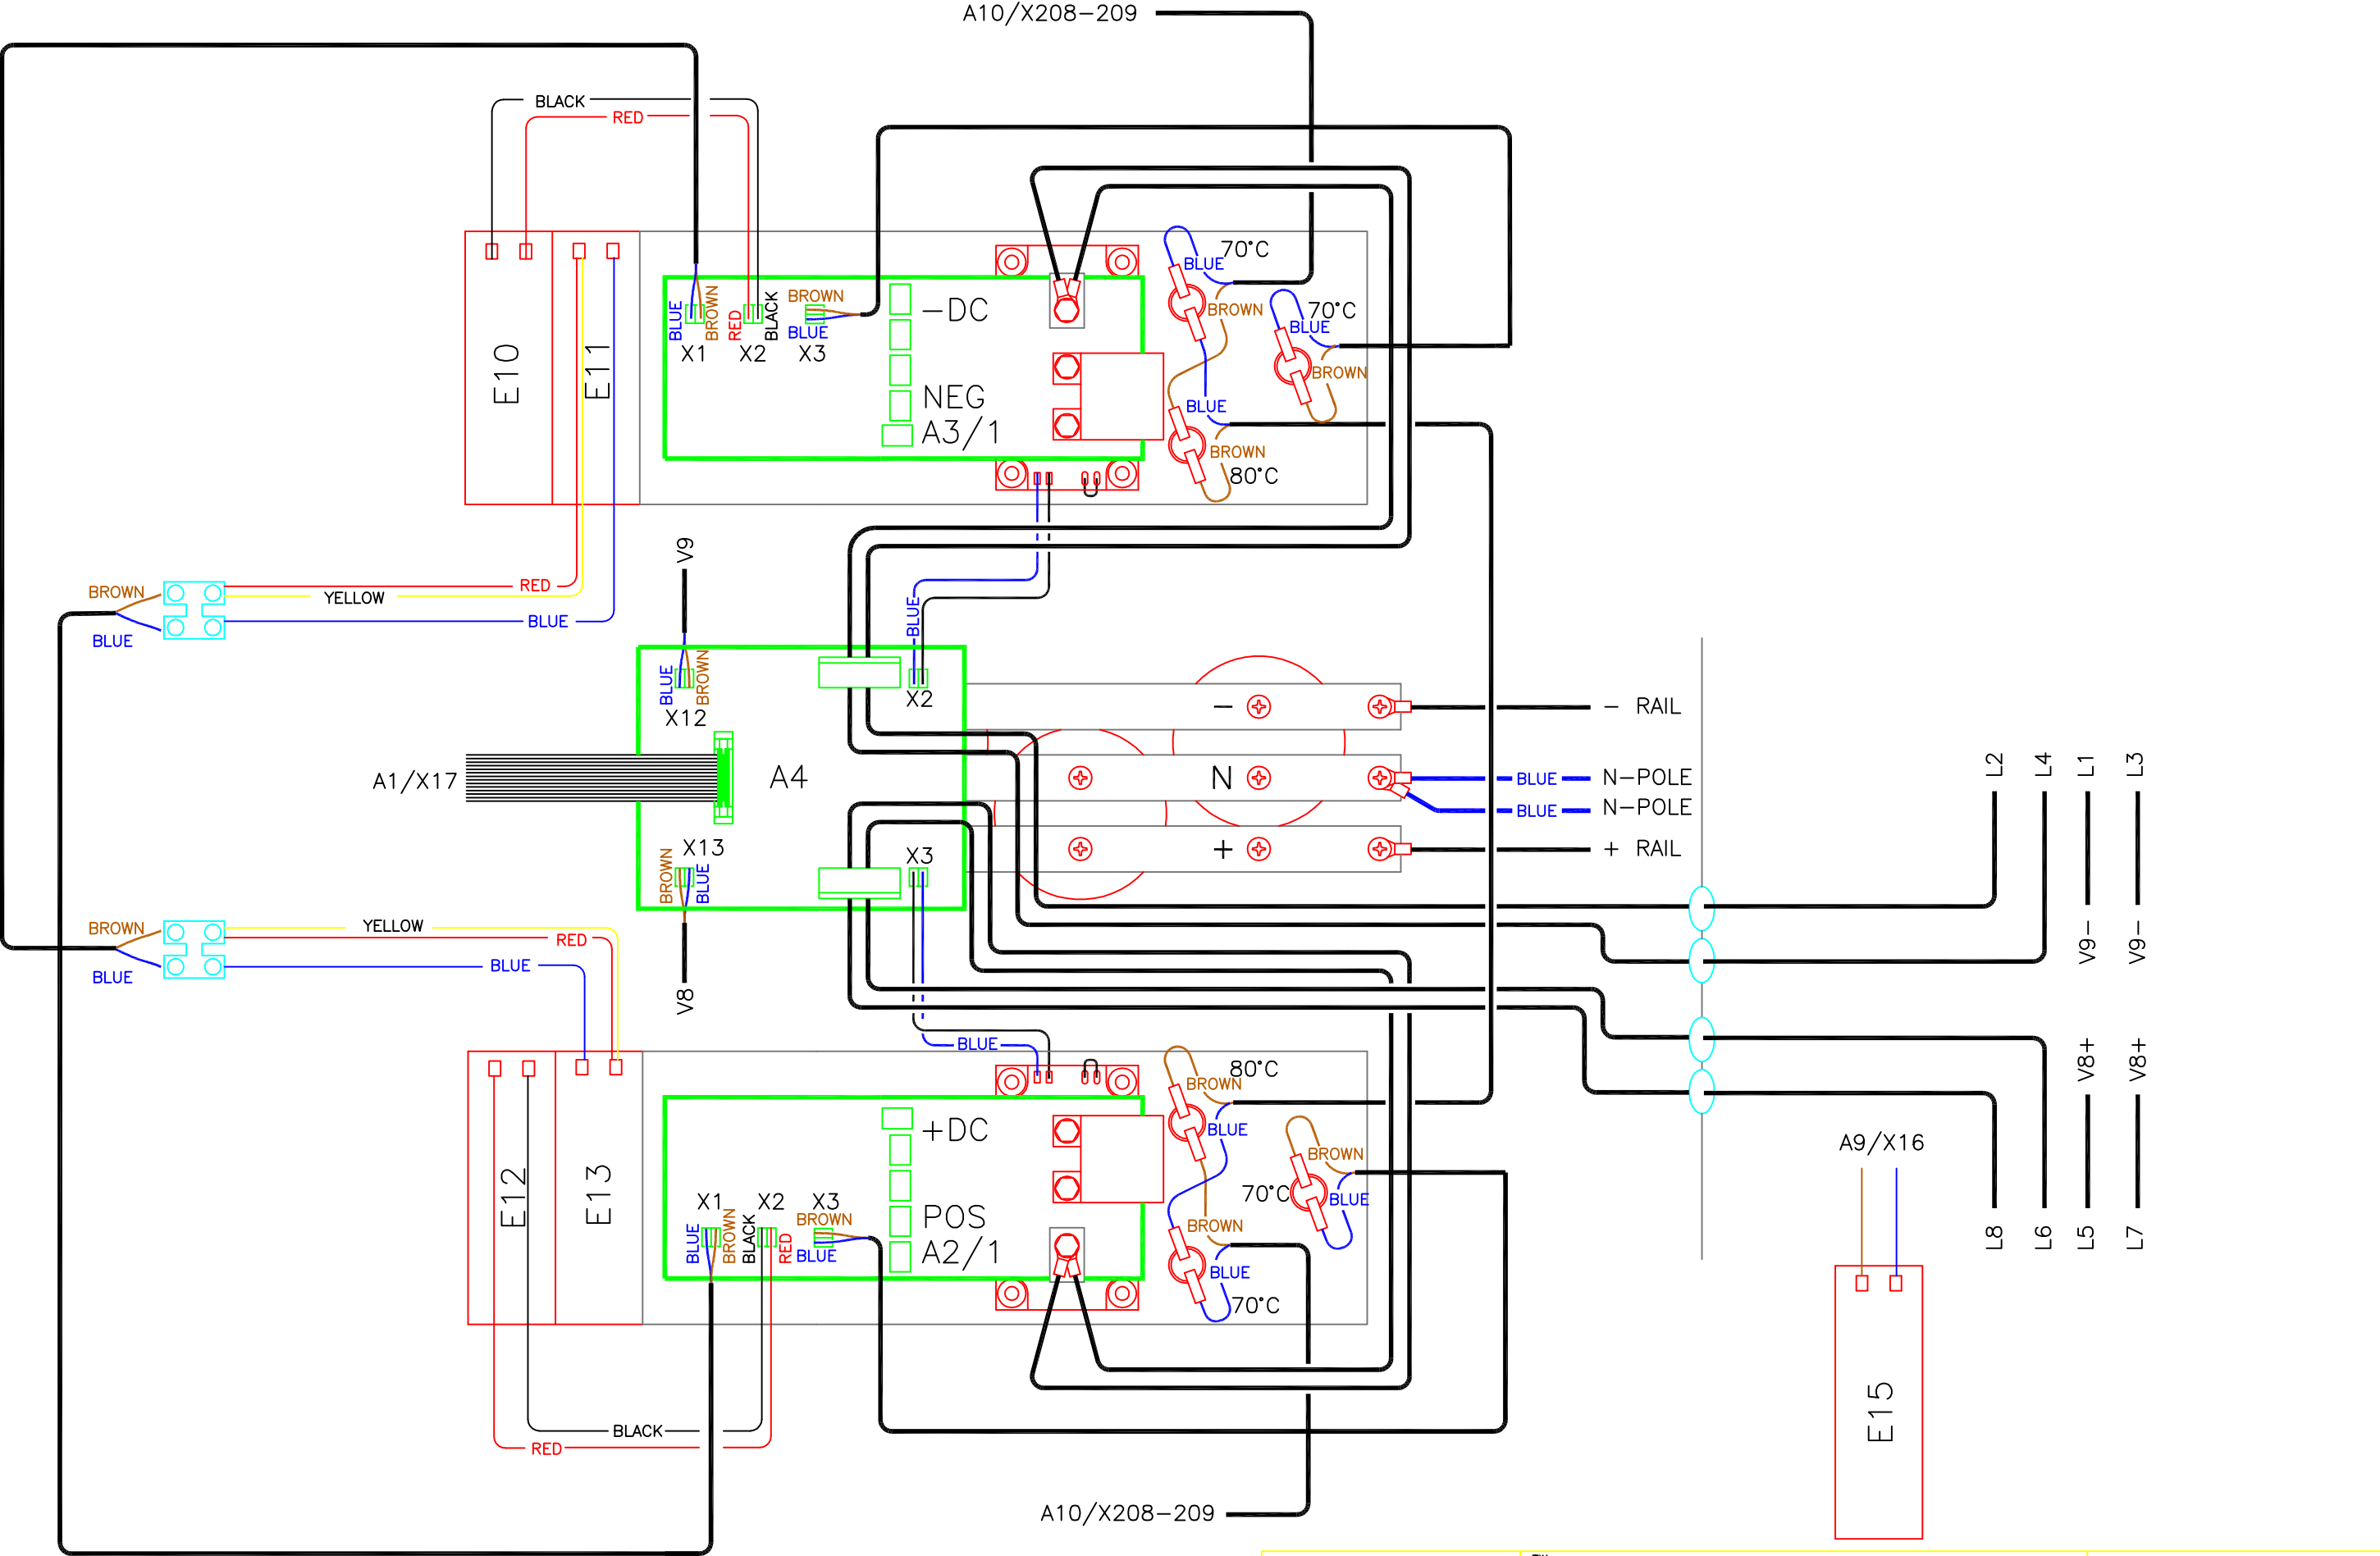 A10/X208-209
BLACK
RED
70°C
BLUE
BROWN
70°C
BLUE
BROWN
BLUE
BROWN
80°C
E10
E11
BLUE
BROWN
RED
BLACK
BROWN
BLUE
X1
X2
X3
-DC
NEG
A3/1
V9
BROWN
BLUE
RED
YELLOW
BLUE
BLUE
BLUE
BROWN
X12
X2
A1/X17
A4
X13
X3
BROWN
BLUE
V8
-
N
+
- RAIL
BLUE
N-POLE
BLUE
N-POLE
+ RAIL
L2
L4
L1
L3
V9-
V9-
BROWN
BLUE
YELLOW
RED
BLUE
BLUE
V8+
V8+
L8
L6
L5
L7
A9/X16
E15
E12
E13
X1
X2
X3
BLUE
BROWN
BLACK
RED
BROWN
BLUE
+DC
POS
A2/1
80°C
BROWN
BLUE
BROWN
70°C
BLUE
BROWN
BLUE
70°C
BLACK
RED
A10/X208-209